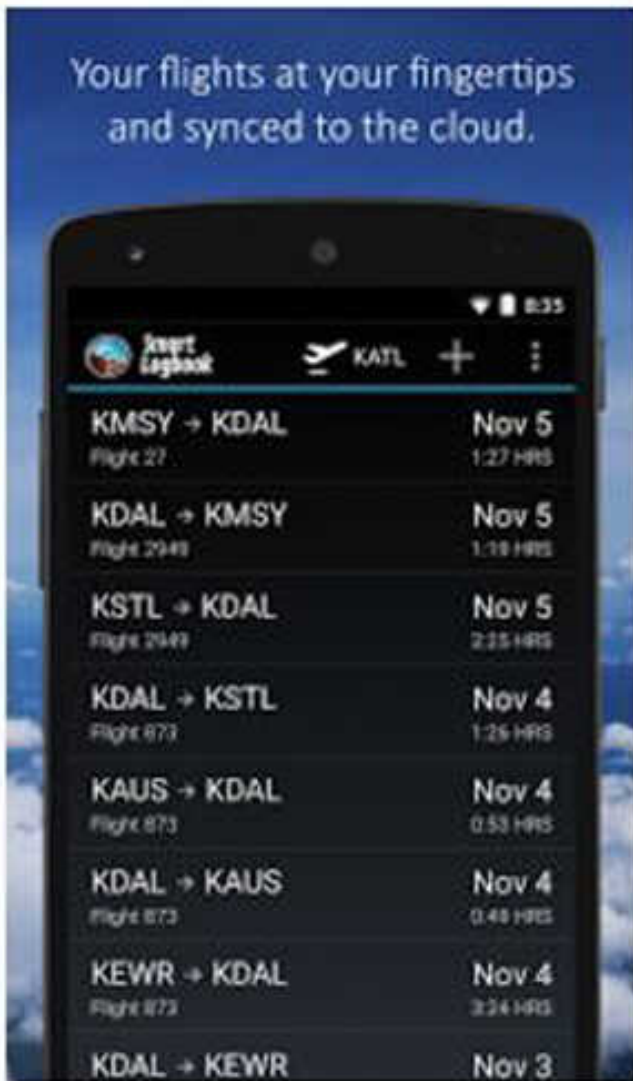 Your flights at your fingertips
and synced to the cloud.
8:35
Smart
Logbook
KATL
KMSY → KDAL
Nov 5
Flight 27
1:27 HRS
KDAL → KMSY
Nov 5
Flight 2949
1:19 HRS
KSTL → KDAL
Nov 5
Flight 2949
2:25 HRS
KDAL → KSTL
Nov 4
Flight 873
1:26 HRS
KAUS → KDAL
Nov 4
Flight 873
0:53 HRS
KDAL → KAUS
Nov 4
Flight 873
HRS
KEWR → KDAL
Nov 4
Flight 873
3:24 HRS
KDAL → KEWR
Nov 3